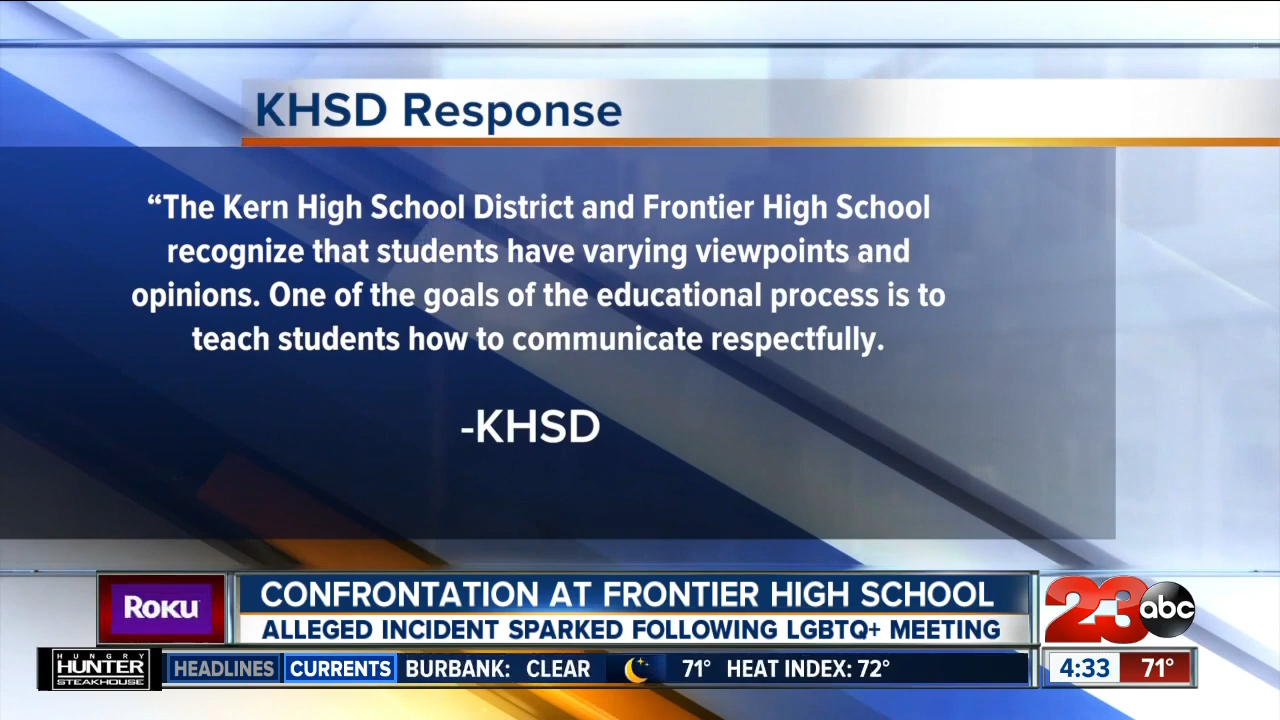 KHSD Response
“The Kern High School District and Frontier High School
recognize that students have varying viewpoints and
opinions. One of the goals of the educational process is to
teach students how to communicate respectfully.
-KHSD
ROKU
CONFRONTATION AT FRONTIER HIGH SCHOOL
ALLEGED INCIDENT SPARKED FOLLOWING LGBTQ+ MEETING
23 abc
HUNGRY
HUNTER
STEAKHOUSE
HEADLINES CURRENTS BURBANK: CLEAR 71° HEAT INDEX: 72°
4:33 71°